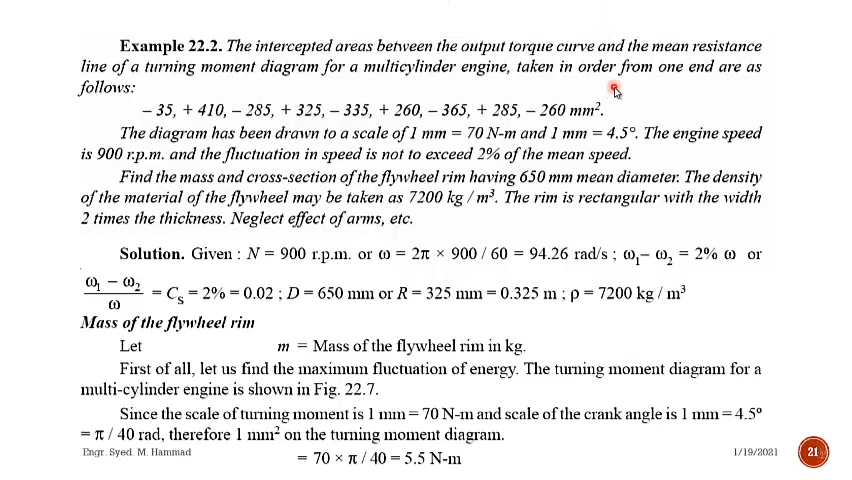 Example 22.2. The intercepted areas between the output torque curve and the mean resistance
line of a turning moment diagram for a multicylinder engine, taken in order from one end are as
follows:
– 35, + 410, – 285, + 325, – 335, + 260, – 365, + 285, – 260 mm².
The diagram has been drawn to a scale of 1 mm = 70 N-m and 1 mm = 4.5°. The engine speed
is 900 r.p.m. and the fluctuation in speed is not to exceed 2% of the mean speed.
Find the mass and cross-section of the flywheel rim having 650 mm mean diameter. The density
of the material of the flywheel may be taken as 7200 kg / m³. The rim is rectangular with the width
2 times the thickness. Neglect effect of arms, etc.
Solution. Given : N = 900 r.p.m. or ω = 2π × 900 / 60 = 94.26 rad/s ; ω₁– ω₂ = 2% ω or
(ω₁ – ω₂) / ω = Cₛ = 2% = 0.02 ; D = 650 mm or R = 325 mm = 0.325 m ; ρ = 7200 kg / m³
Mass of the flywheel rim
Let m = Mass of the flywheel rim in kg.
First of all, let us find the maximum fluctuation of energy. The turning moment diagram for a
multi-cylinder engine is shown in Fig. 22.7.
Since the scale of turning moment is 1 mm = 70 N-m and scale of the crank angle is 1 mm = 4.5º
= π / 40 rad, therefore 1 mm² on the turning moment diagram.
= 70 × π / 40 = 5.5 N-m
Engr. Syed. M. Hammad
1/19/2021
21